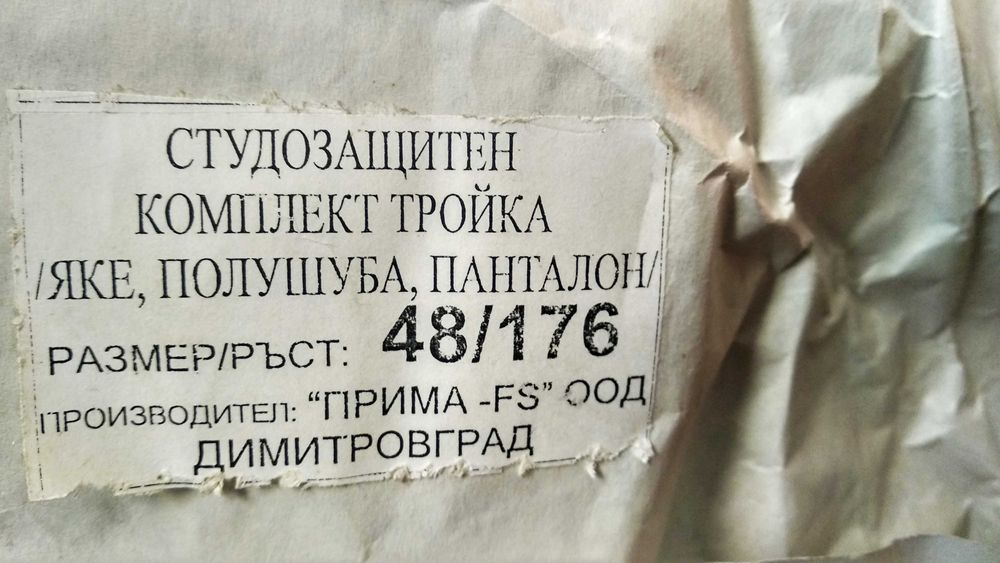 СТУДОЗАЩИТЕН
КОМПЛЕКТ ТРОЙКА
/ЯКЕ, ПОЛУШУБА, ПАНТАЛОН/
РАЗМЕР/РЪСТ: 48/176
ПРОИЗВОДИТЕЛ: "ПРИМА -FS" ООД
ДИМИТРОВГРАД